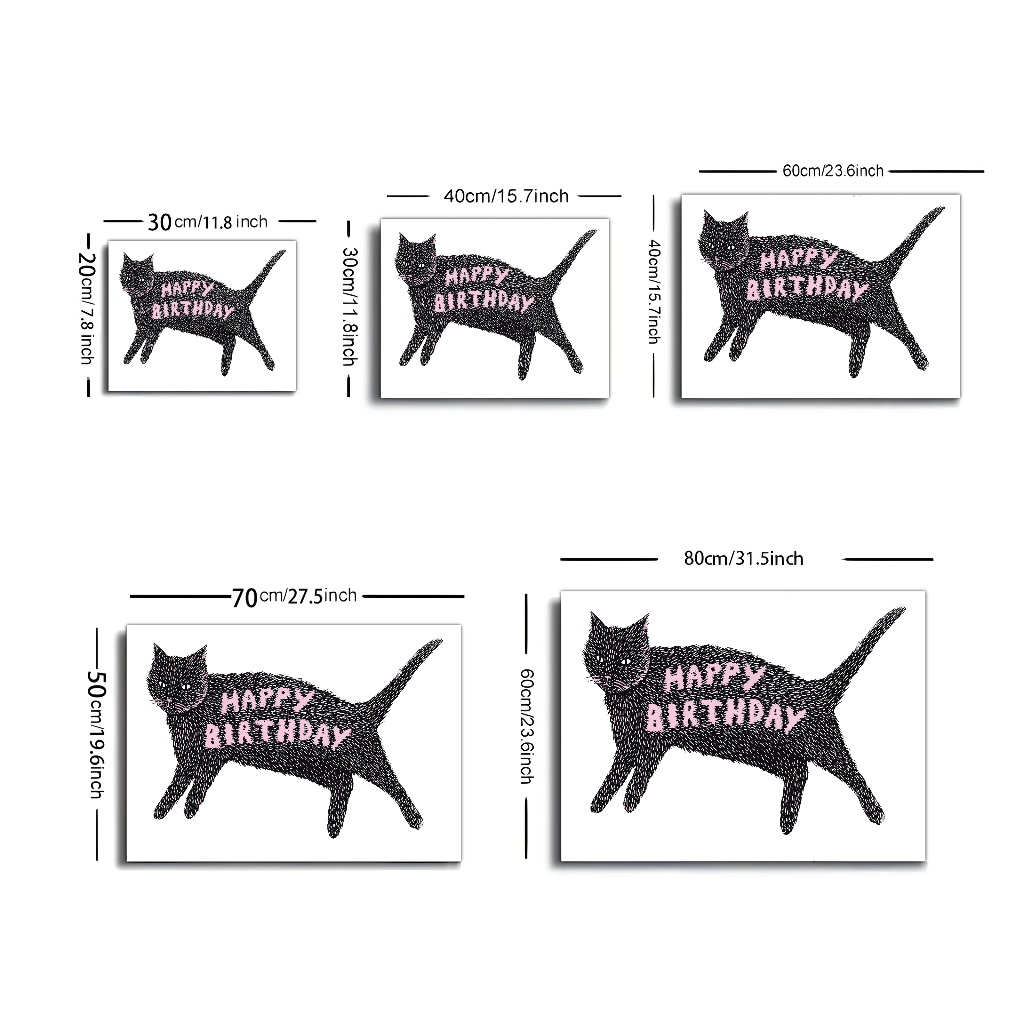 60cm/23.6inch
40cm/15.7inch
30cm/11.8 inch
20cm/ 7.8 inch
HAPPY
BIRTHDAY
30cm/11.8inch
HAPPY
BIRTHDAY
40cm/15.7inch
HAPPY
BIRTHDAY
80cm/31.5inch
70cm/27.5inch
50cm/19.6inch
HAPPY
BIRTHDAY
60cm/23.6inch
HAPPY
BIRTHDAY